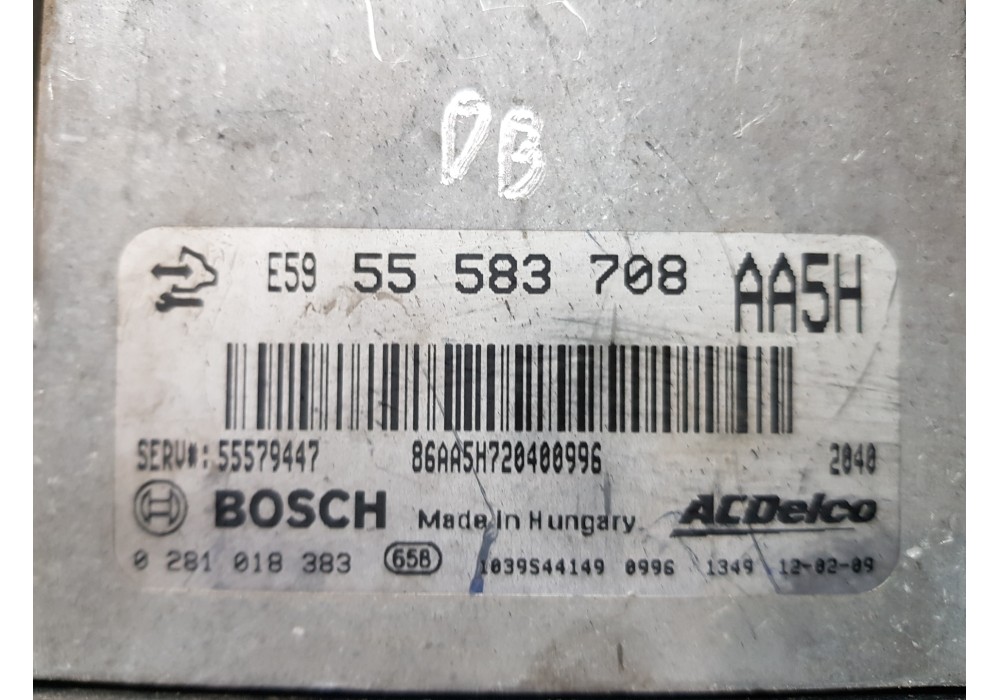 DB
E59 55 583 708 AA5H
SERV#: 55579447 86AA5H720400996 2040
BOSCH Made In Hungary ACDelco
0 281 018 383 658 1039S44149 0996 1349 12-02-09